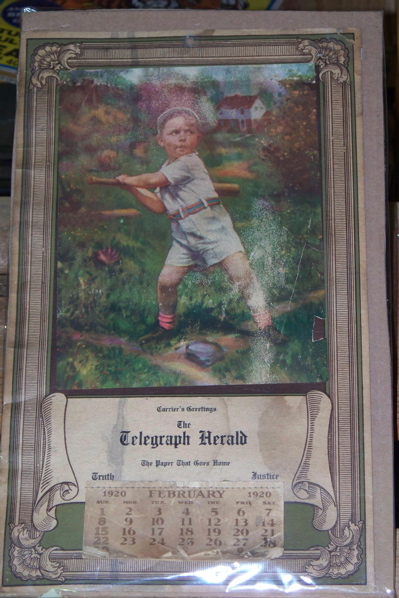 Carrier's Greetings
The
Telegraph Herald
The Paper That Goes Home
Truth Justice
1920 FEBRUARY 1920
SUN. MON. TUE. WED. THU. FRI. SAT.
1 2 3 4 5 6 7
8 9 10 11 12 13 14
15 16 17 18 19 20 21
22 23 24 25 26 27 28